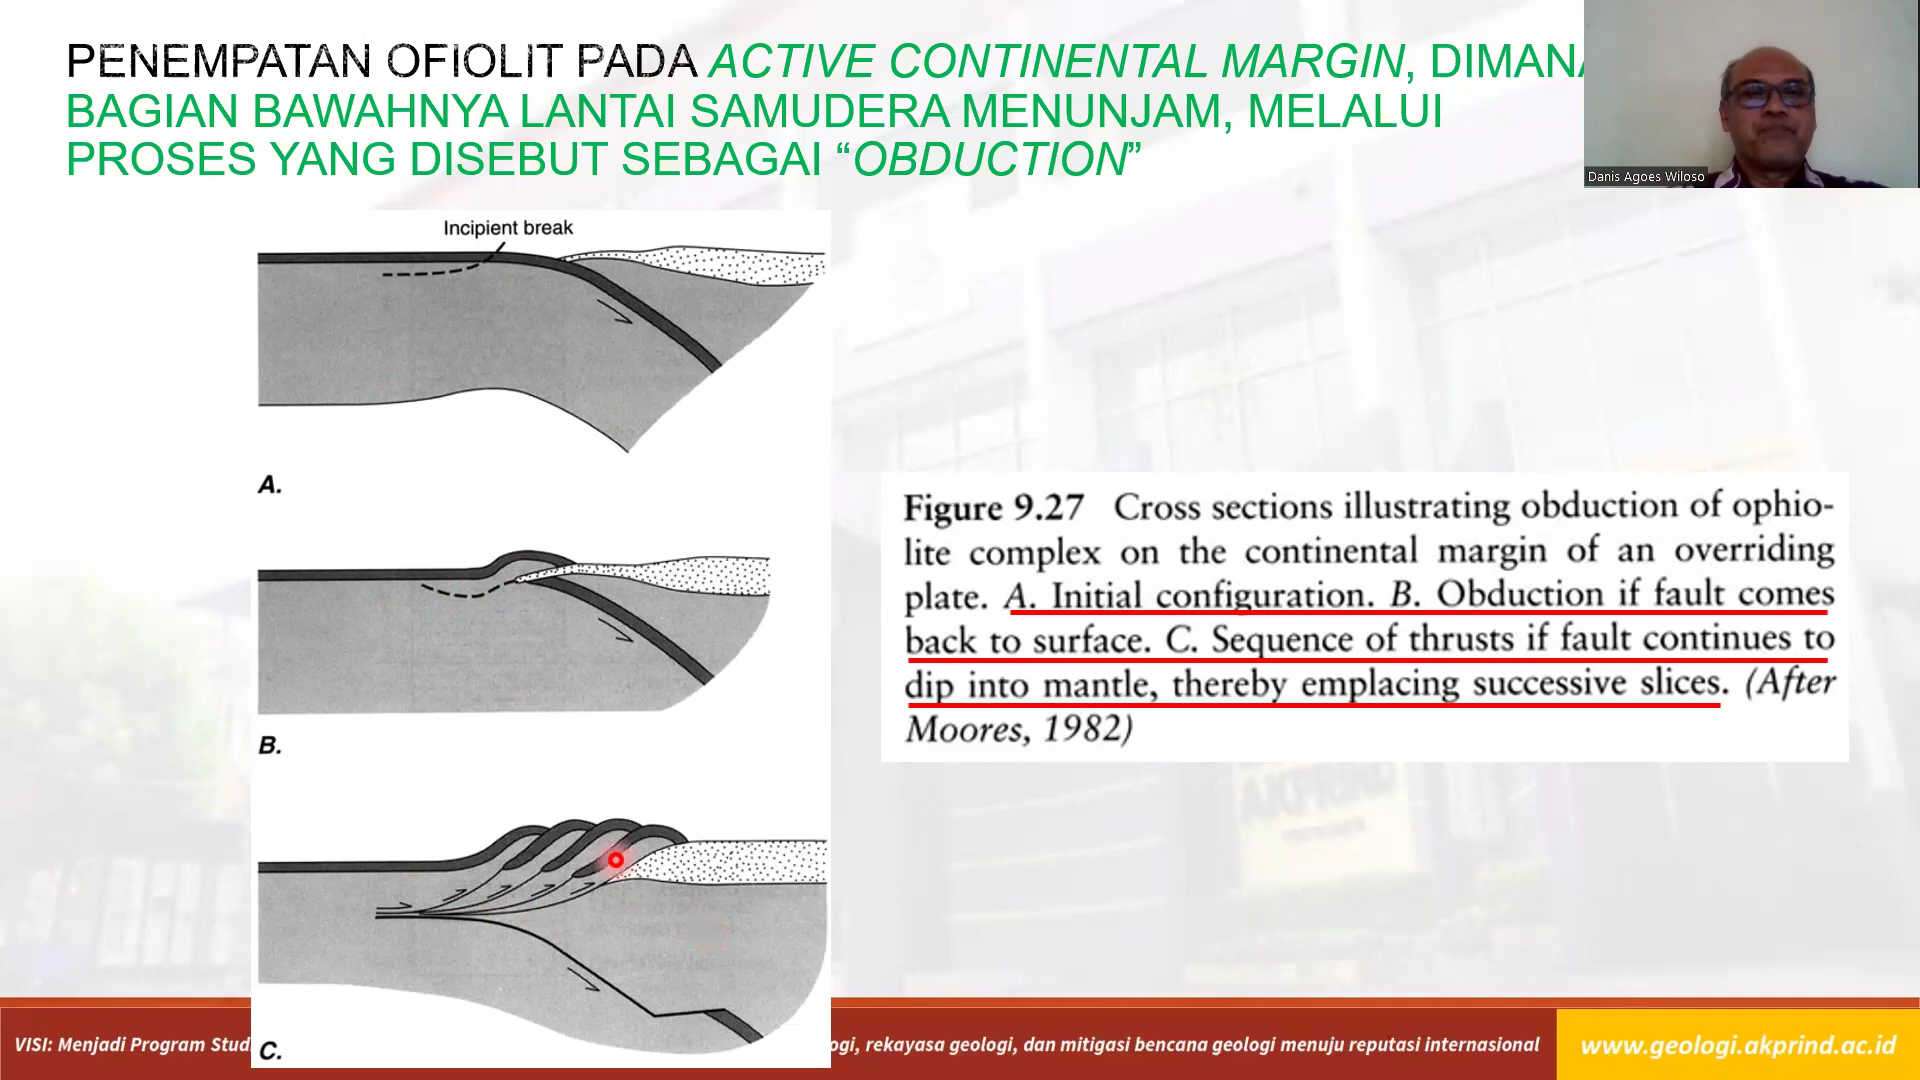 PENEMPATAN OFIOLIT PADA ACTIVE CONTINENTAL MARGIN, DIMANA
BAGIAN BAWAHNYA LANTAI SAMUDERA MENUNJAM, MELALUI
PROSES YANG DISEBUT SEBAGAI “OBDUCTION”
Danis Agoes Wiloso
Incipient break
A.
B.
C.
Figure 9.27 Cross sections illustrating obduction of ophio-
lite complex on the continental margin of an overriding
plate. A. Initial configuration. B. Obduction if fault comes
back to surface. C. Sequence of thrusts if fault continues to
dip into mantle, thereby emplacing successive slices. (After
Moores, 1982)
AKPRIND
VISI: Menjadi Program Stud
ogi, rekayasa geologi, dan mitigasi bencana geologi menuju reputasi internasional
www.geologi.akprind.ac.id